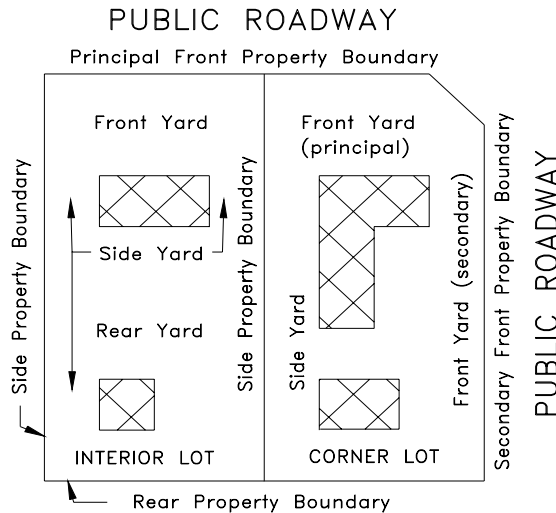 PUBLIC ROADWAY
Principal Front Property Boundary
Front Yard
Front Yard
(principal)
Side Property Boundary
Side Yard
Side Property Boundary
Rear Yard
Side Yard
Front Yard (secondary)
Secondary Front Property Boundary
PUBLIC ROADWAY
INTERIOR LOT
CORNER LOT
Rear Property Boundary